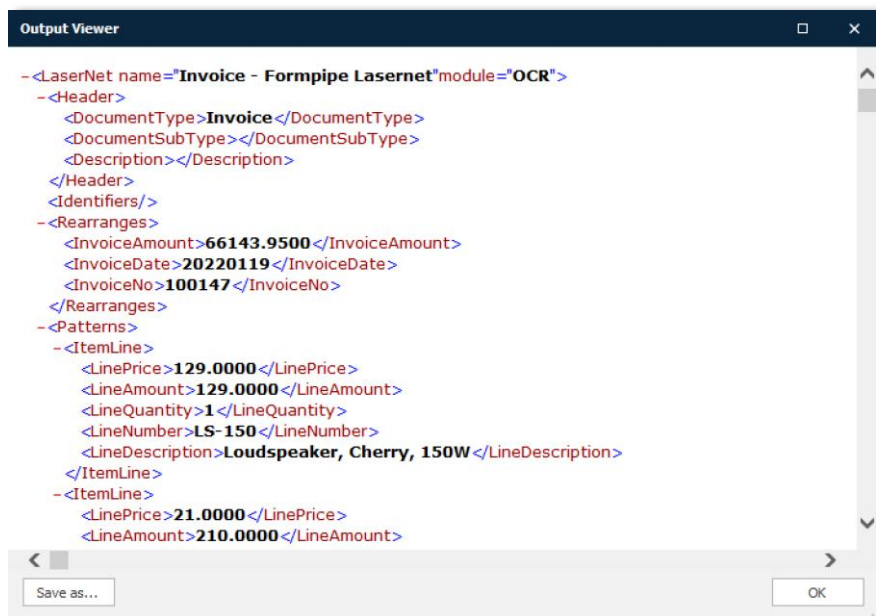 Output Viewer
–<LaserNet name="Invoice - Formpipe Lasernet"module="OCR">
–<Header>
<DocumentType>Invoice</DocumentType>
<DocumentSubType></DocumentSubType>
<Description></Description>
</Header>
<Identifiers/>
–<Rearranges>
<InvoiceAmount>66143.9500</InvoiceAmount>
<InvoiceDate>20220119</InvoiceDate>
<InvoiceNo>100147</InvoiceNo>
</Rearranges>
–<Patterns>
–<ItemLine>
<LinePrice>129.0000</LinePrice>
<LineAmount>129.0000</LineAmount>
<LineQuantity>1</LineQuantity>
<LineNumber>LS-150</LineNumber>
<LineDescription>Loudspeaker, Cherry, 150W</LineDescription>
</ItemLine>
–<ItemLine>
<LinePrice>21.0000</LinePrice>
<LineAmount>210.0000</LineAmount>
Save as... OK